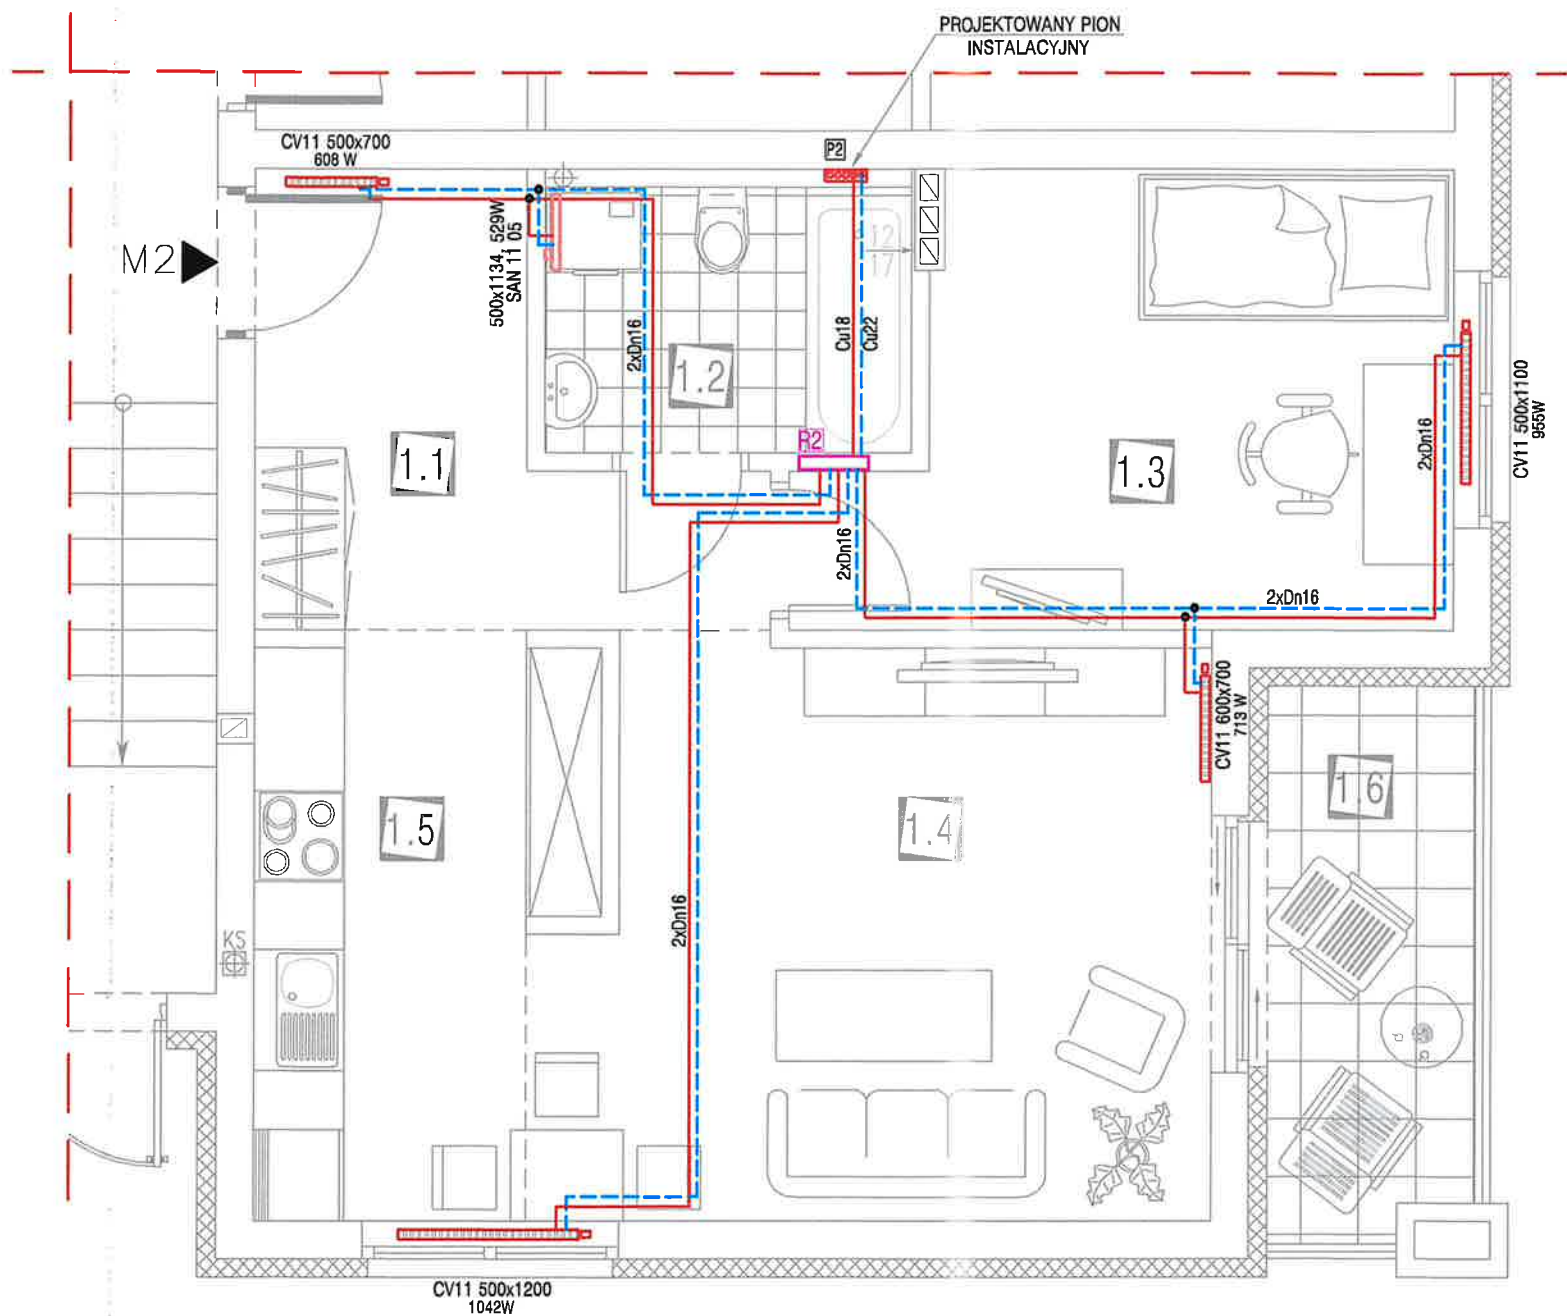 PROJEKTOWANY PION
INSTALACYJNY
CV11 500x700
608 W
P2
M2
500x1134, 529W
SAN 11 05
12
17
2xDn16
1.2
Cu18
Cu22
R2
1.1
1.3
2xDn16
CV11 500x1100
955W
2xDn16
2xDn16
CV11 600x700
713 W
1.5
1.4
1.6
2xDn16
KS
CV11 500x1200
1042W